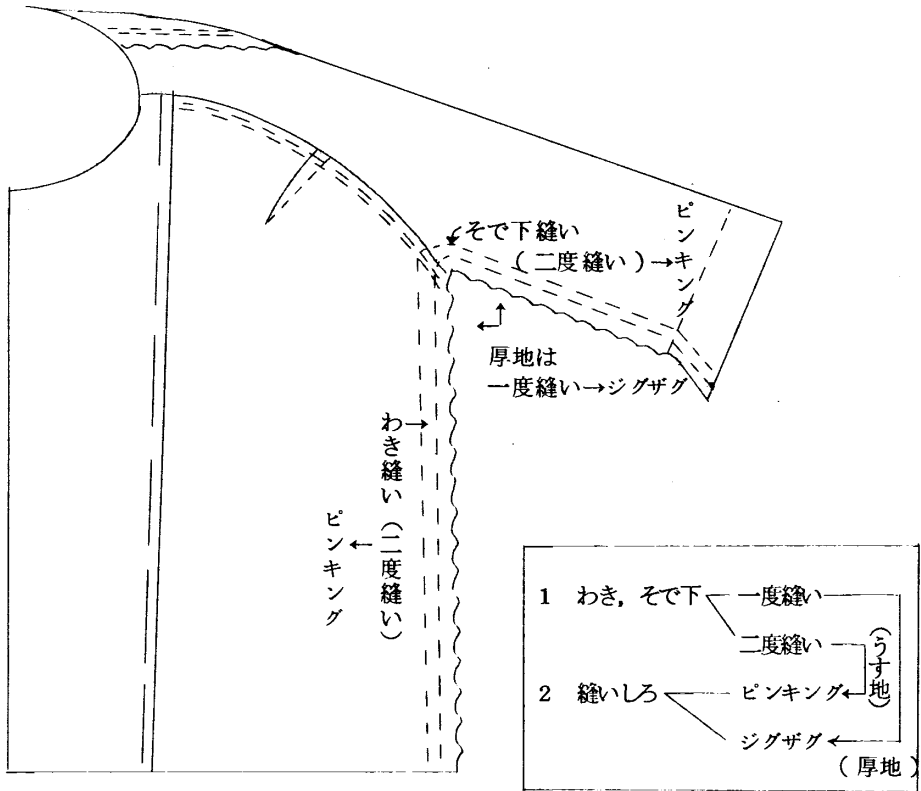 ピンキング
そで下縫い
(二度縫い)→
厚地は
一度縫い→ジグザグ
わき縫い(二度縫い)
ピンキング
1 わき,そで下 一度縫い
二度縫い
(うす地)
2 縫いしろ ピンキング
ジグザグ
(厚地)